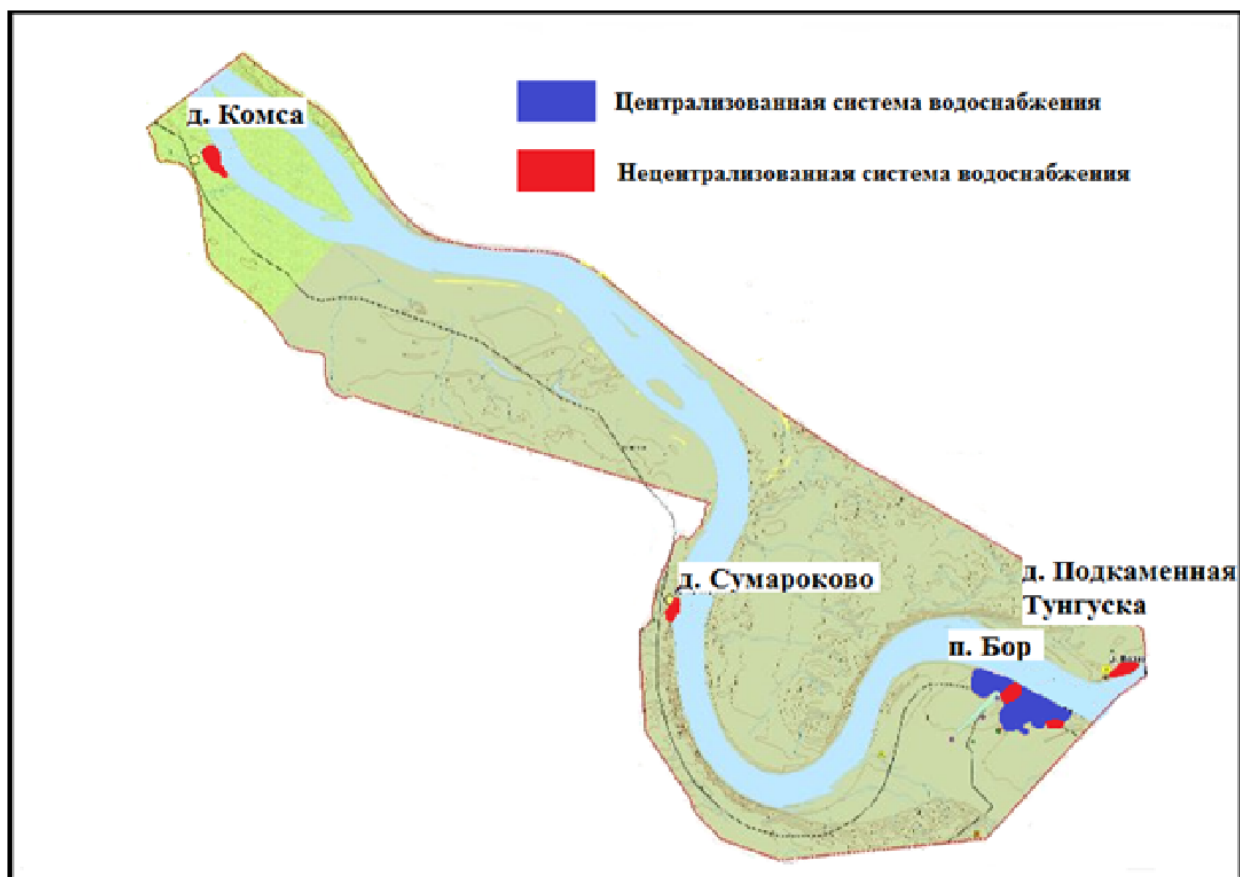 д. Комса
Централизованная система водоснабжения
Нецентрализованная система водоснабжения
д. Сумароково
д. Подкаменная
Тунгуска
п. Бор